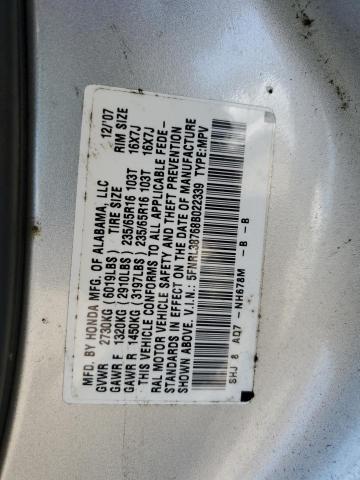 MFD. BY HONDA MFG. OF ALABAMA, LLC 12/'07
GVWR 2730KG (6019LBS) TIRE SIZE RIM SIZE
GAWR F 1320KG (2910LBS) 235/65R16 103T 16X7J
GAWR R 1450KG (3197LBS) 235/65R16 103T 16X7J
THIS VEHICLE CONFORMS TO ALL APPLICABLE FEDE-
RAL MOTOR VEHICLE SAFETY AND THEFT PREVENTION
STANDARDS IN EFFECT ON THE DATE OF MANUFACTURE
SHOWN ABOVE. V.I.N.: 5FNRL38768B022339 TYPE:MPV
SHJ 8 AD7 -NH678M -B -B